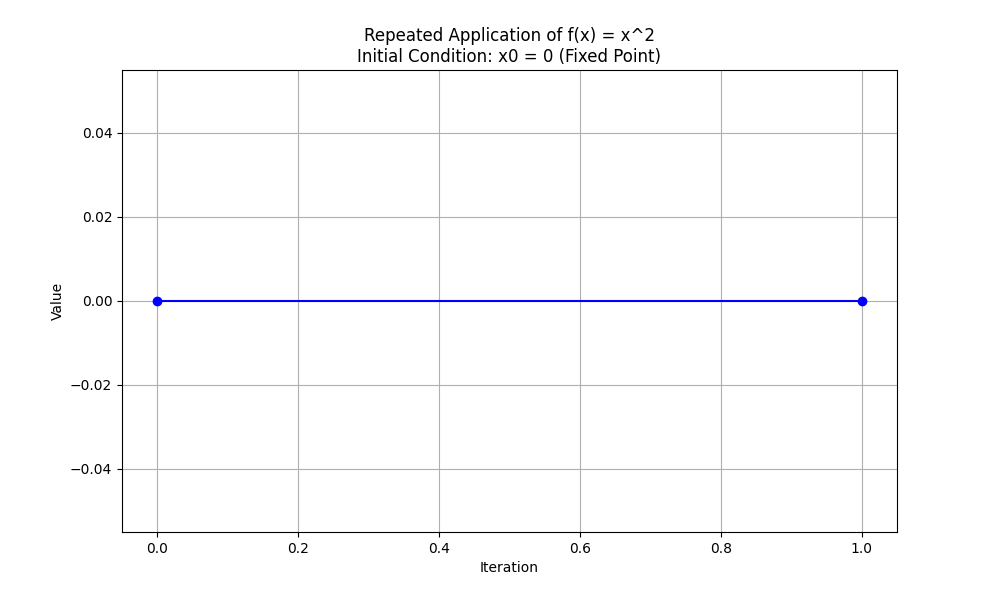 Repeated Application of f(x) = x^2
Initial Condition: x0 = 0 (Fixed Point)
0.04
0.02
0.00
−0.02
−0.04
Value
0.0 0.2 0.4 0.6 0.8 1.0
Iteration